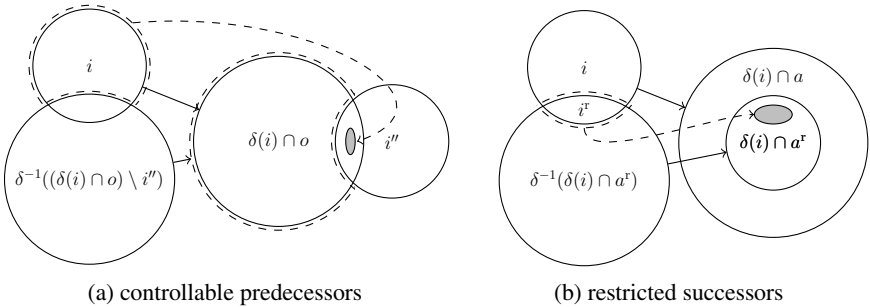 i
δ(i) ∩ o
i″
δ⁻¹((δ(i) ∩ o) \ i″)
(a) controllable predecessors
i
δ(i) ∩ a
iʳ
δ(i) ∩ aʳ
δ⁻¹(δ(i) ∩ aʳ)
(b) restricted successors